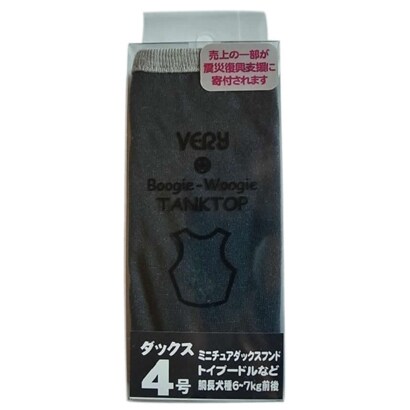 売上の一部が
震災復興支援に
寄付されます
VERY
Boogie-Woogie
TANKTOP
ダックス
4号
ミニチュアダックスフンド
トイプードルなど
胴長犬種6~7kg前後